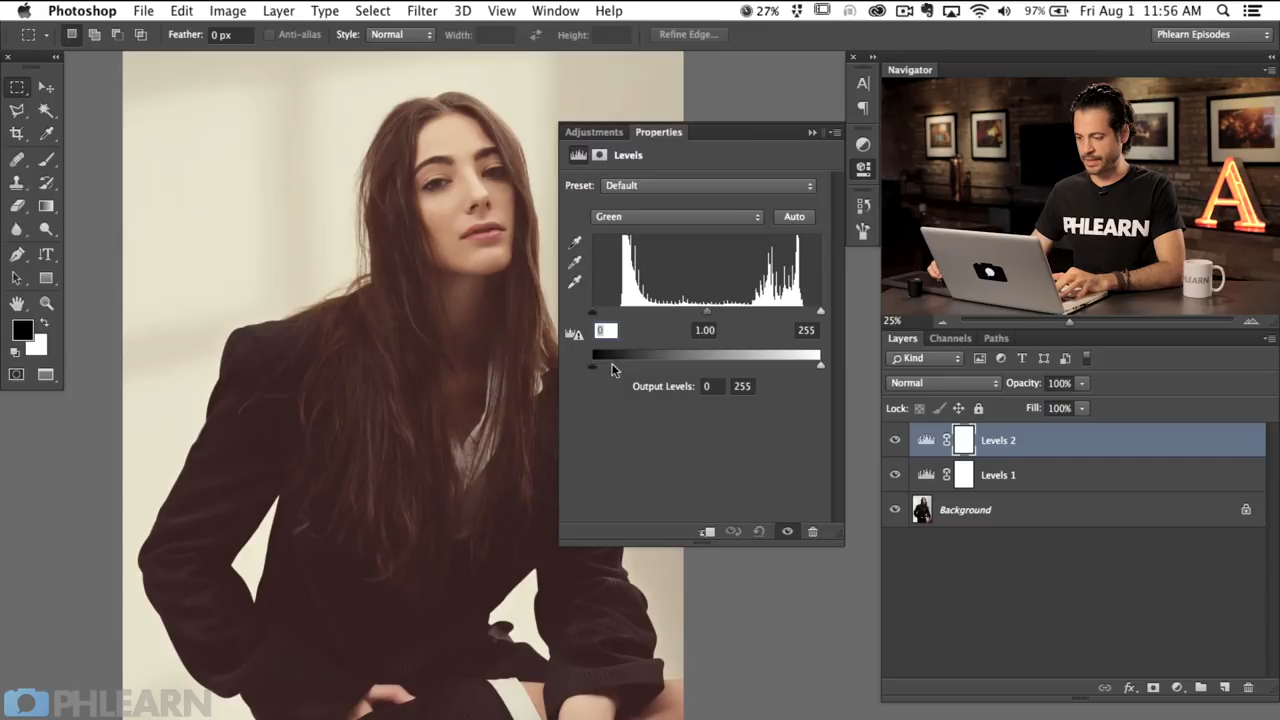 Photoshop File Edit Image Layer Type Select Filter 3D View Window Help 27% 97% Fri Aug 1 11:56 AM
Feather: 0 px Anti-alias Style: Normal Width: Height: Refine Edge... Phlearn Episodes
Adjustments Properties
Levels
Preset: Default
Green Auto
0 1.00 255
Output Levels: 0 255
Navigator
PHLEARN
PHLEARN
A
25%
Layers Channels Paths
Kind
Normal Opacity: 100%
Lock: Fill: 100%
Levels 2
Levels 1
Background
fx
PHLEARN